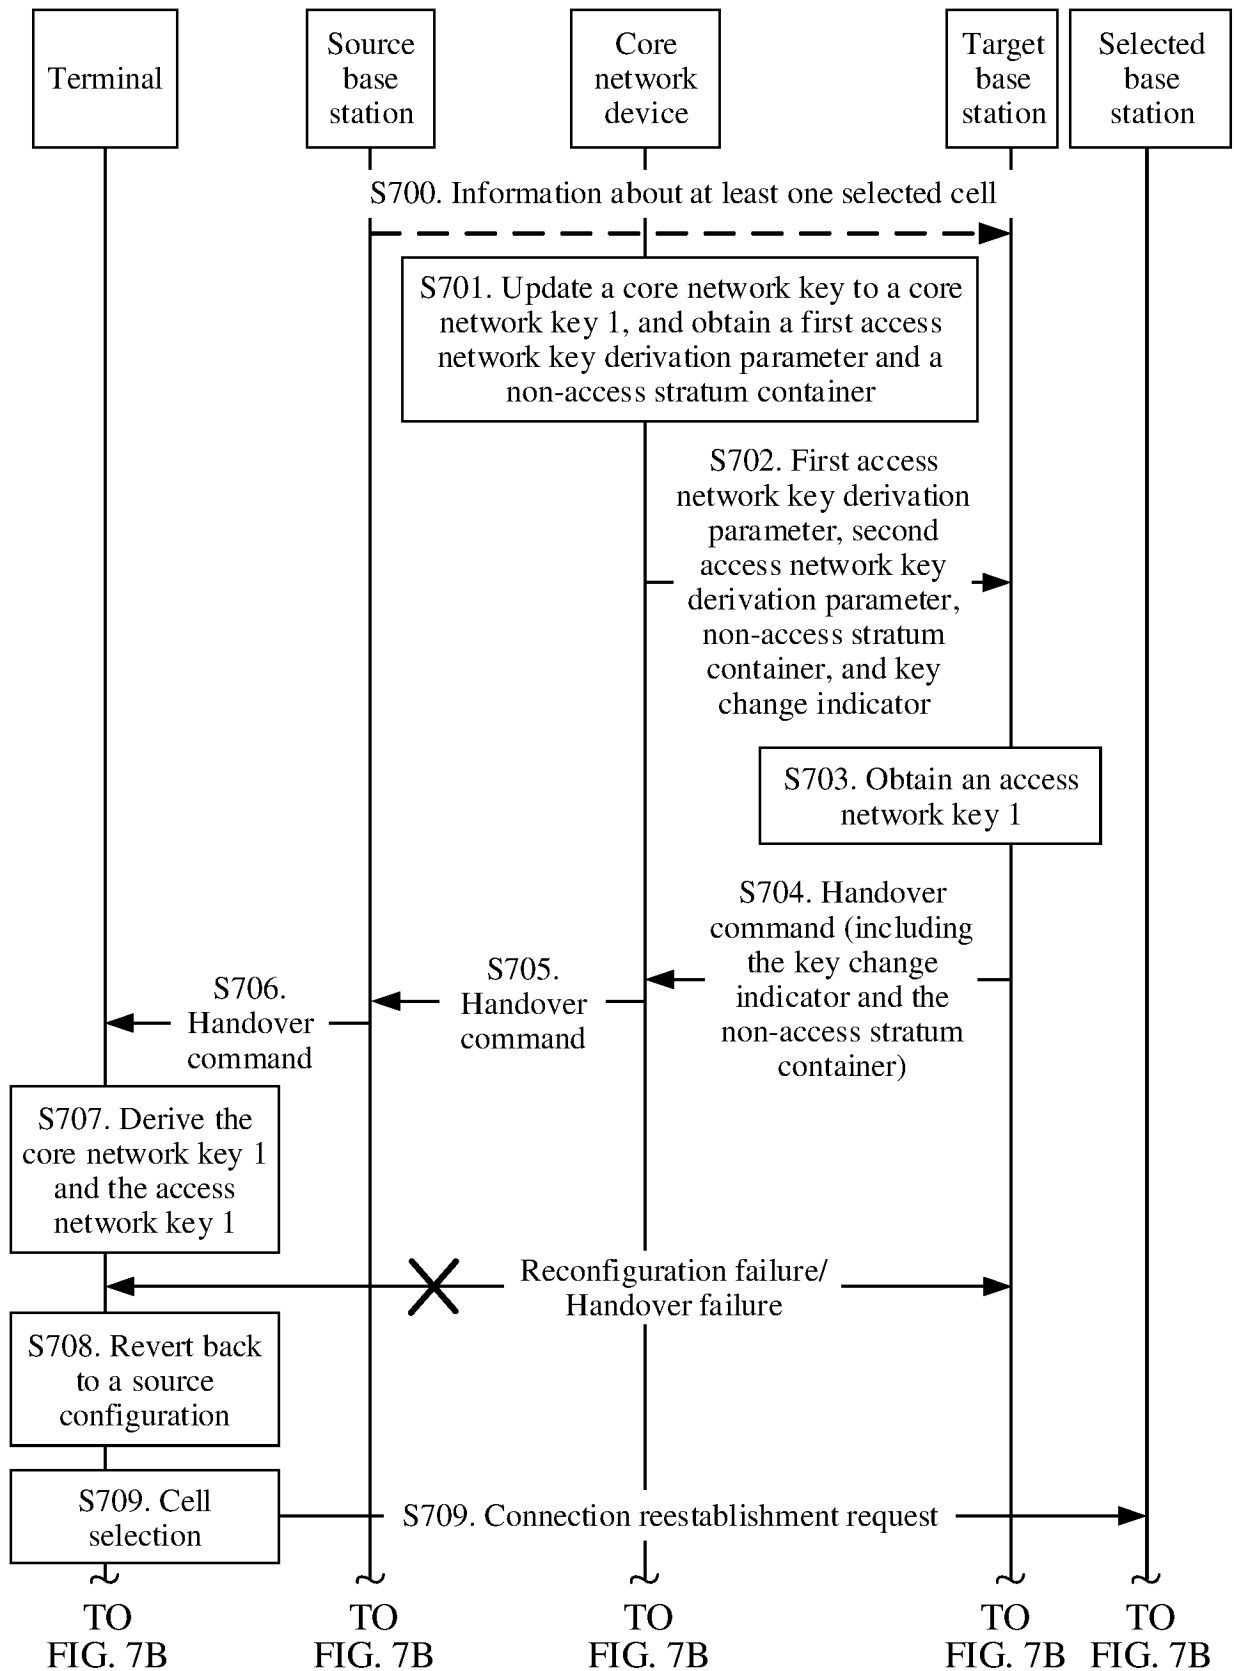 Terminal
Source
base
station
Core
network
device
Target
base
station
Selected
base
station
S700. Information about at least one selected cell
S701. Update a core network key to a core
network key 1, and obtain a first access
network key derivation parameter and a
non-access stratum container
S702. First access
network key derivation
parameter, second
access network key
derivation parameter,
non-access stratum
container, and key
change indicator
S703. Obtain an access
network key 1
S704. Handover
command (including
the key change
indicator and the
non-access stratum
container)
S705.
Handover
command
S706.
Handover
command
S707. Derive the
core network key 1
and the access
network key 1
Reconfiguration failure/
Handover failure
S708. Revert back
to a source
configuration
S709. Cell
selection
S709. Connection reestablishment request
TO
FIG. 7B
TO
FIG. 7B
TO
FIG. 7B
TO
FIG. 7B
TO
FIG. 7B